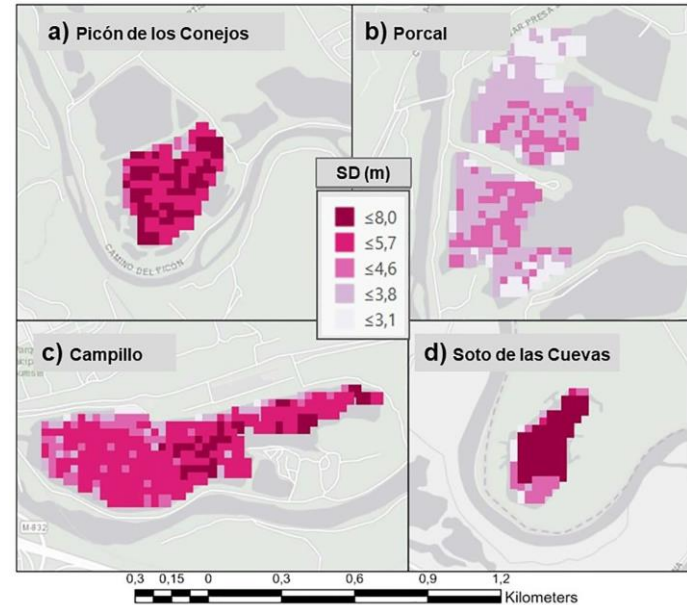 a) Picón de los Conejos
b) Porcal
SD (m)
≤8,0
≤5,7
≤4,6
≤3,8
≤3,1
CAMINO DEL PICÓN
c) Campillo
d) Soto de las Cuevas
M-832
0,3 0,15 0 0,3 0,6 0,9 1,2
Kilometers